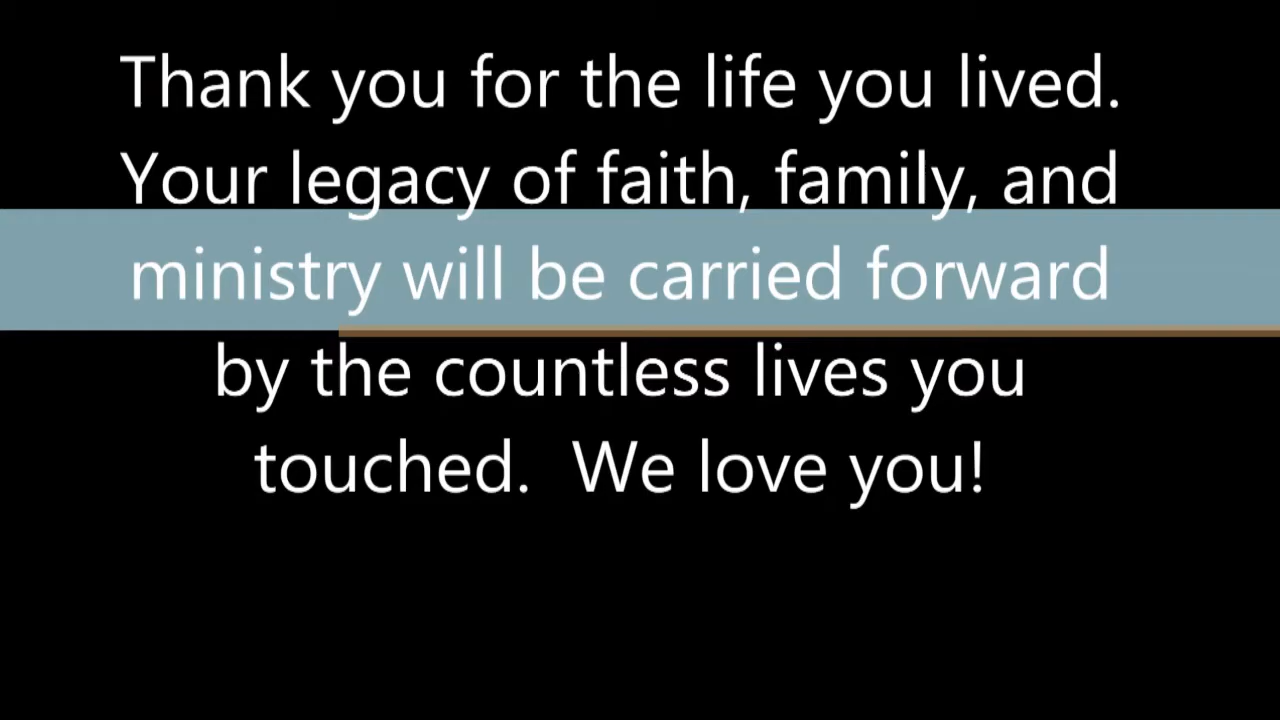 Thank you for the life you lived.
Your legacy of faith, family, and
ministry will be carried forward
by the countless lives you
touched.  We love you!